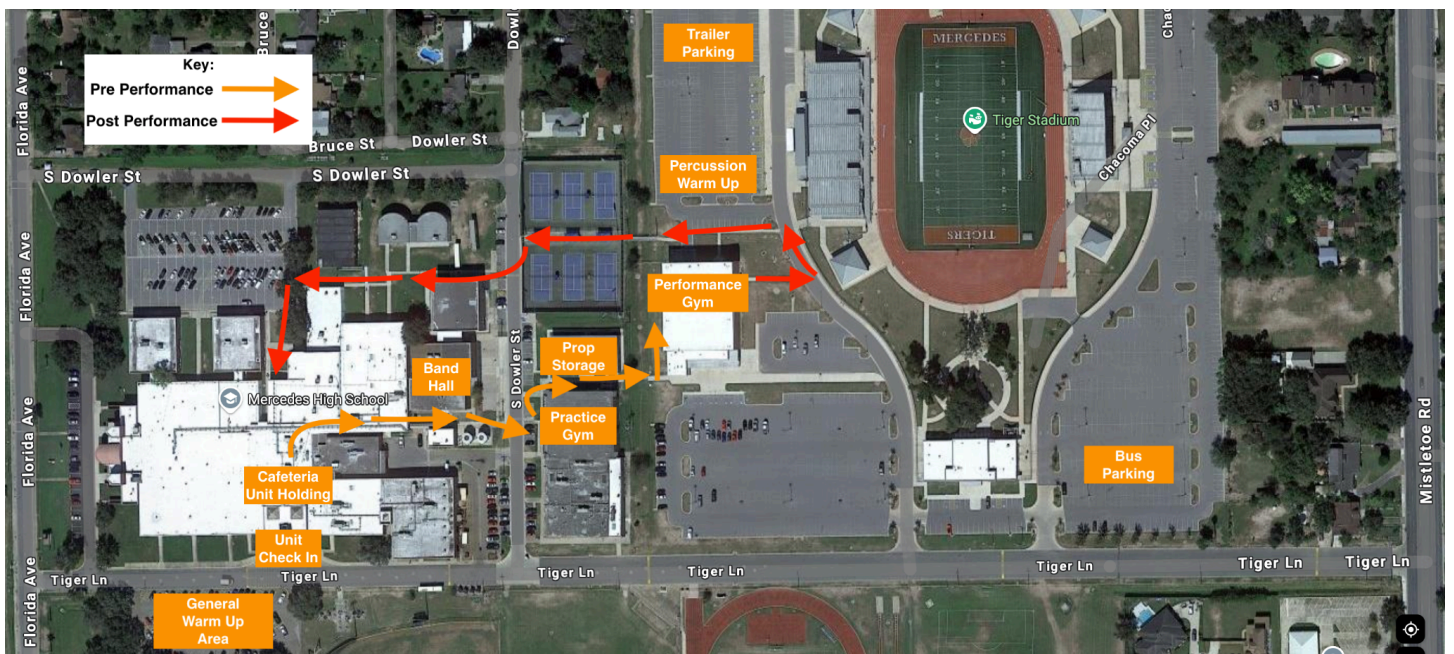 Key:
Pre Performance
Post Performance
Bruce
Dowl
Trailer
Parking
MERCEDES
Tiger Stadium
TIGERS
Chacoma Pl
Cha
Florida Ave
Bruce St
Dowler St
S Dowler St
S Dowler St
Percussion
Warm Up
Florida Ave
Performance
Gym
S Dowler St
Prop
Storage
Band
Hall
Mercedes High School
Practice
Gym
Florida Ave
Cafeteria
Unit Holding
Bus
Parking
Mistletoe Rd
Unit
Check In
Florida Ave
Tiger Ln
Tiger Ln
Tiger Ln
Tiger Ln
Tiger Ln
Tiger Ln
Tiger Ln
General
Warm Up
Area